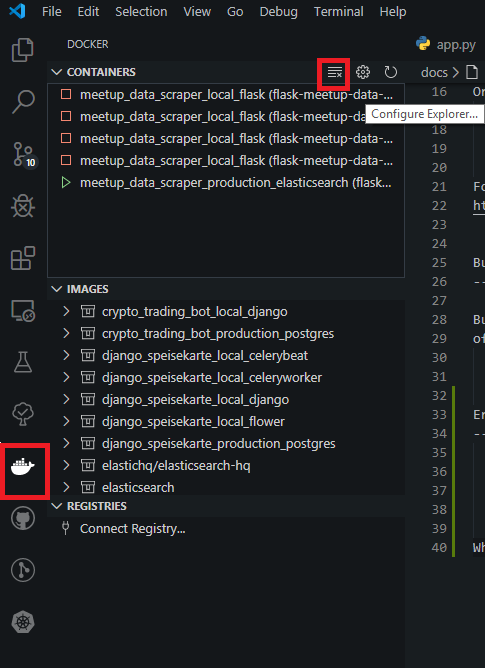 File Edit Selection View Go Debug Terminal Help
DOCKER
CONTAINERS
meetup_data_scraper_local_flask (flask-meetup-data-...
meetup_data_scraper_local_flask (flask-meetup-data-...
meetup_data_scraper_local_flask (flask-meetup-data-...
meetup_data_scraper_local_flask (flask-meetup-data-...
meetup_data_scraper_production_elasticsearch (flask...
IMAGES
crypto_trading_bot_local_django
crypto_trading_bot_production_postgres
django_speisekarte_local_celerybeat
django_speisekarte_local_celeryworker
django_speisekarte_local_django
django_speisekarte_local_flower
django_speisekarte_production_postgres
elastichq/elasticsearch-hq
elasticsearch
REGISTRIES
Connect Registry...
10
app.py
docs >
Configure Explorer...
16 Or
18
19
20
21 Fo
22 ht
23
24
25 Bu
26 --
27
28 Bu
29 of
30
31
32
33 Er
34 --
35
36
37
38
39
40 Wh